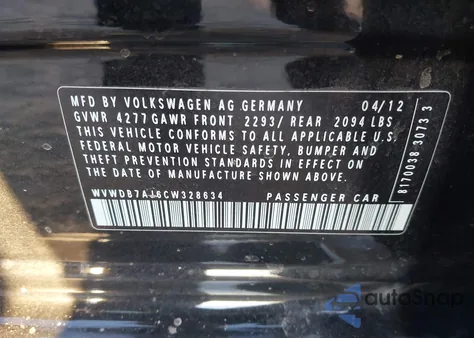 MFD BY VOLKSWAGEN AG GERMANY 04/12
GVWR 4277 GAWR FRONT 2293/ REAR 2094 LBS
THIS VEHICLE CONFORMS TO ALL APPLICABLE U.S.
FEDERAL MOTOR VEHICLE SAFETY, BUMPER AND
THEFT PREVENTION STANDARDS IN EFFECT ON THE
DATE OF MANUFACTURE SHOWN ABOVE.
WVWDB7AJ6CW328634 PASSENGER CAR
8170038-3073 3
autoSnap